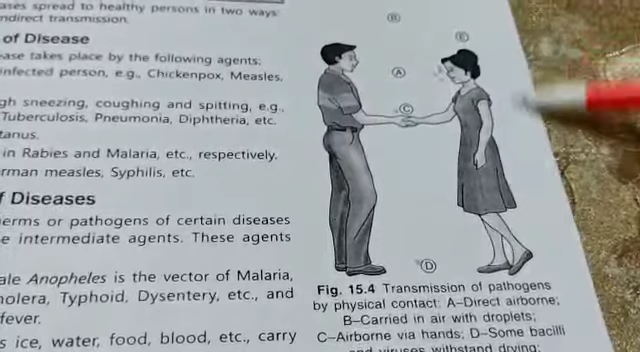 ases spread to healthy persons in two ways:
ndirect transmission.
of Disease
ease takes place by the following agents:
infected person, e.g., Chickenpox, Measles,
gh sneezing, coughing and spitting, e.g.,
Tuberculosis, Pneumonia, Diphtheria, etc.
tanus.
in Rabies and Malaria, etc., respectively.
rman measles, Syphilis, etc.
f Diseases
erms or pathogens of certain diseases
e intermediate agents. These agents
ale Anopheles is the vector of Malaria,
holera, Typhoid, Dysentery, etc., and
fever.
s ice, water, food, blood, etc., carry
B
E
A
C
D
Fig. 15.4 Transmission of pathogens
by physical contact: A–Direct airborne;
B–Carried in air with droplets;
C–Airborne via hands; D–Some bacilli
and viruses withstand drying;